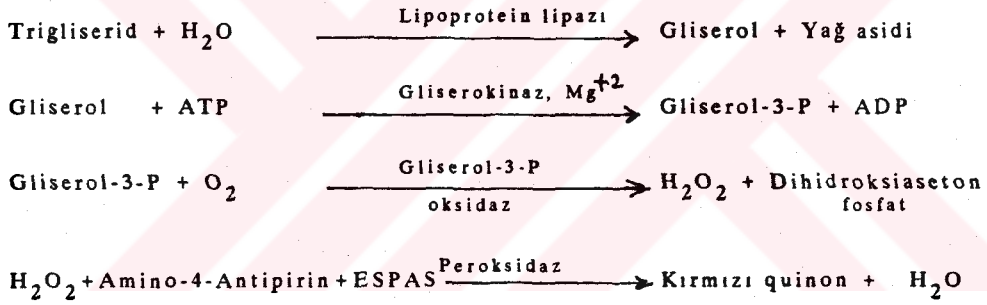 Lipoprotein lipazı
Trigliserid + H2O ⟶ Gliserol + Yağ asidi
Gliserokinaz, Mg+2
Gliserol + ATP ⟶ Gliserol-3-P + ADP
Gliserol-3-P
Gliserol-3-P + O2 ⟶ H2O2 + Dihidroksiaseton
oksidaz fosfat
Peroksidaz
H2O2+Amino-4-Antipirin+ESPAS ⟶ Kırmızı quinon + H2O